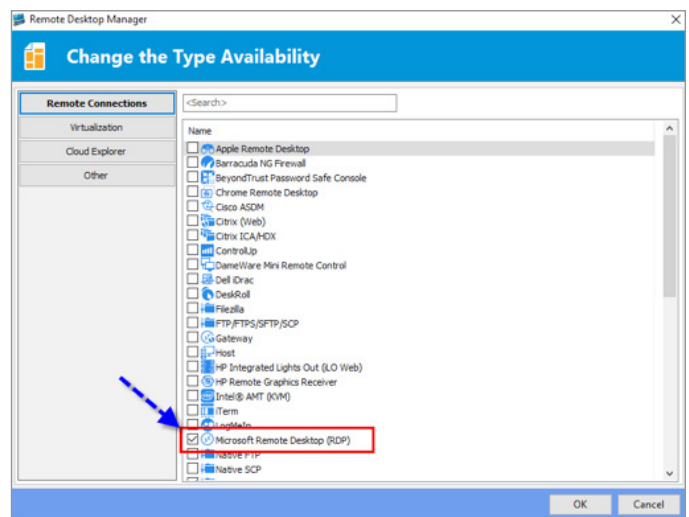 Remote Desktop Manager
Change the Type Availability
Remote Connections
Virtualization
Cloud Explorer
Other
<Search>
Name
Apple Remote Desktop
Barracuda NG Firewall
BeyondTrust Password Safe Console
Chrome Remote Desktop
Cisco ASDM
Citrix (Web)
Citrix ICA/HDX
ControlUp
DameWare Mini Remote Control
Dell iDrac
DeskRoll
Filezilla
FTP/FTPS/SFTP/SCP
Gateway
Host
HP Integrated Lights Out (iLO Web)
HP Remote Graphics Receiver
Intel® AMT (KVM)
iTerm
LogMeIn
Microsoft Remote Desktop (RDP)
Native FTP
Native SCP
OK
Cancel